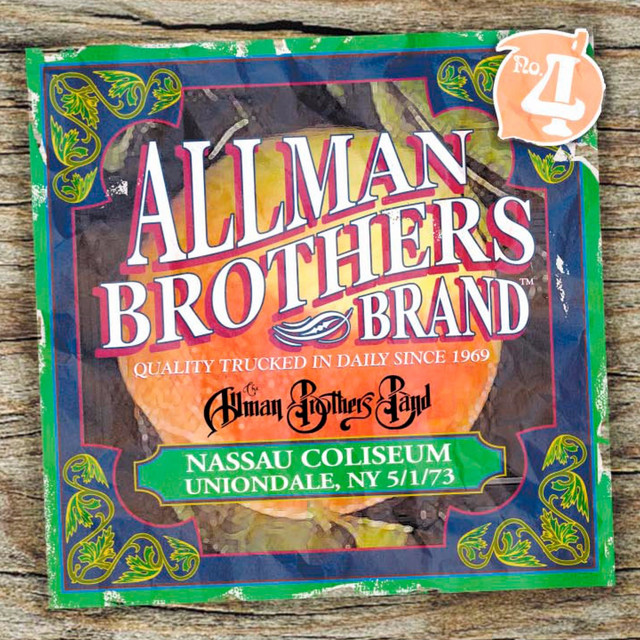 No. 4
ALLMAN
BROTHERS
BRAND™
QUALITY TRUCKED IN DAILY SINCE 1969
The
Allman Brothers Band
NASSAU COLISEUM
UNIONDALE, NY 5/1/73